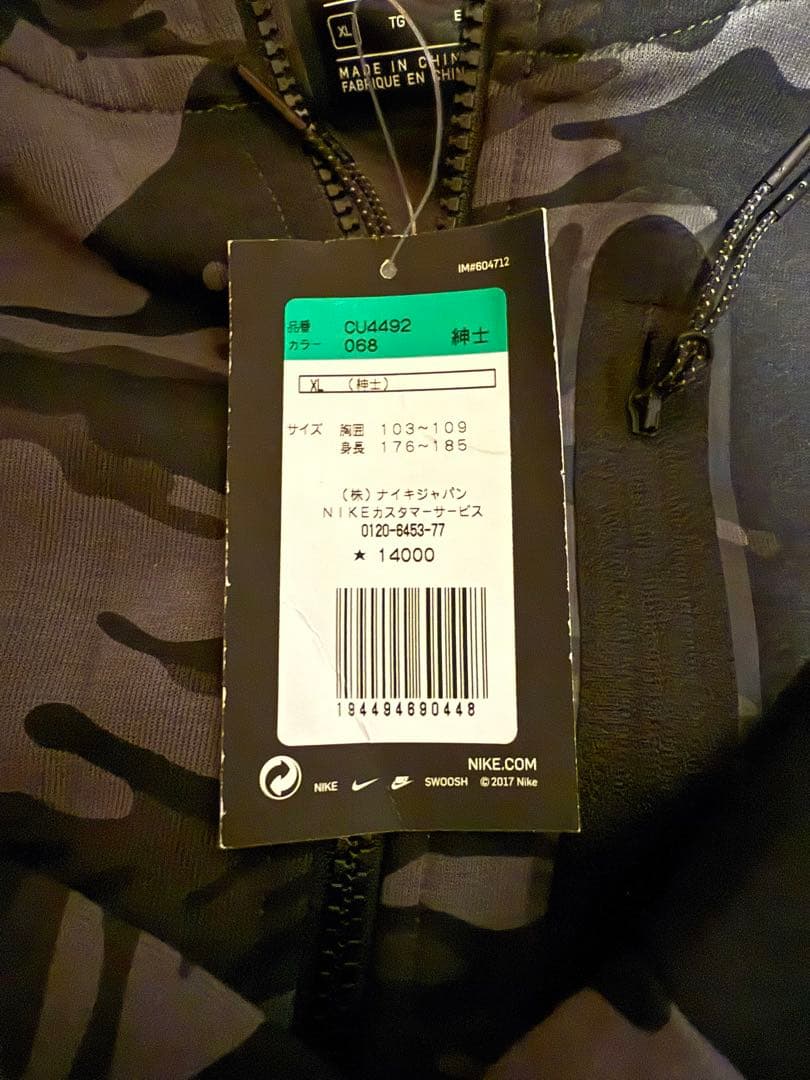 XL TG E
MADE IN CHIN
FABRIQUE EN CHIN
IM#604712
品番 CU4492
カラー 068 紳士
XL （紳士）
サイズ 胸囲 103～109
身長 176～185
（株）ナイキジャパン
NIKEカスタマーサービス
0120-6453-77
★ 14000
194494690448
NIKE.COM
NIKE SWOOSH © 2017 Nike